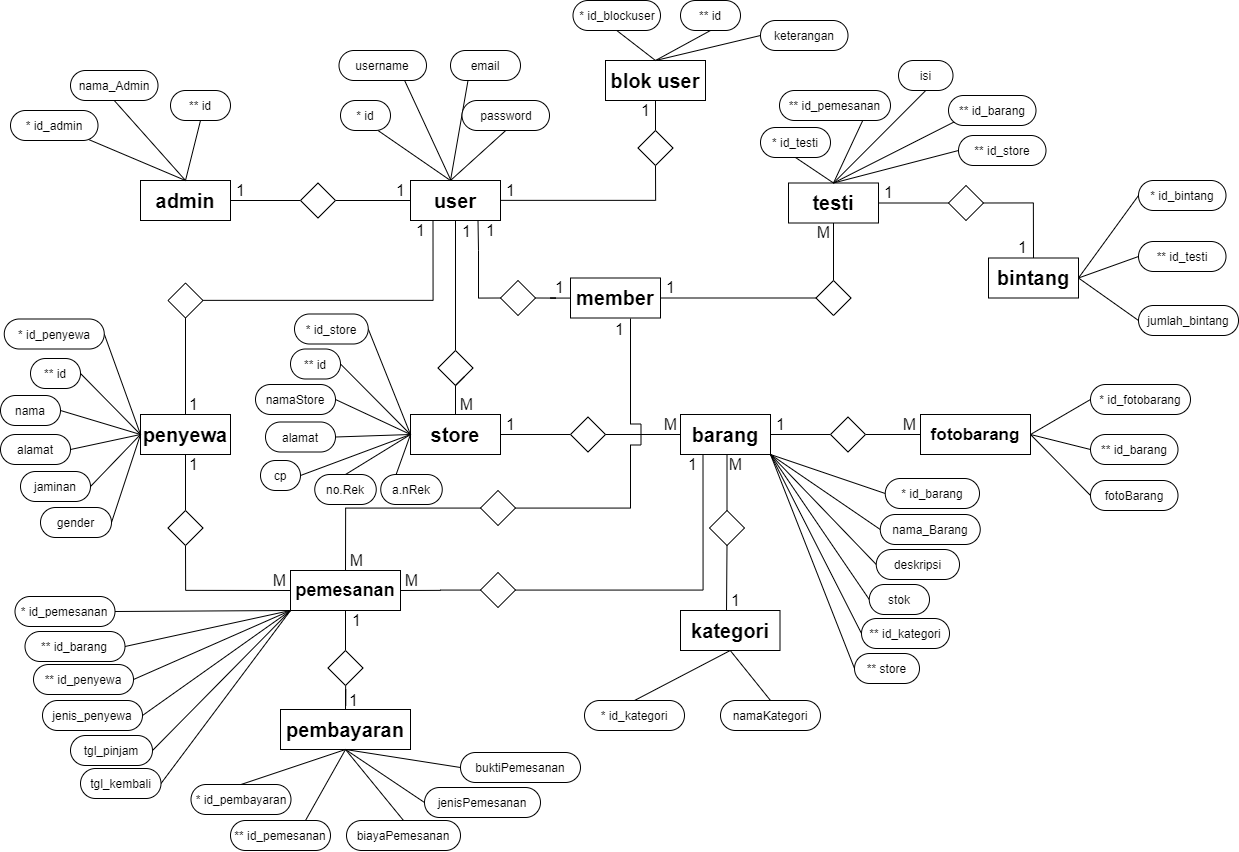 * id_blockuser
** id
keterangan
blok user
1
nama_Admin
* id_admin
** id
admin
1
1
username
email
* id
password
user
1
1
1
1
isi
** id_pemesanan
** id_barang
* id_testi
** id_store
testi
1
M
* id_bintang
** id_testi
jumlah_bintang
1
bintang
1
member
1
1
* id_penyewa
** id
nama
alamat
jaminan
gender
1
penyewa
1
* id_store
** id
namaStore
alamat
cp
no.Rek
a.nRek
M
store
1
M
barang
1
1
M
M
fotobarang
* id_fotobarang
** id_barang
fotoBarang
* id_barang
nama_Barang
deskripsi
stok
** id_kategori
** store
1
kategori
* id_kategori
namaKategori
M
M
pemesanan
M
1
* id_pemesanan
** id_barang
** id_penyewa
jenis_penyewa
tgl_pinjam
tgl_kembali
1
pembayaran
buktiPemesanan
* id_pembayaran
jenisPemesanan
** id_pemesanan
biayaPemesanan